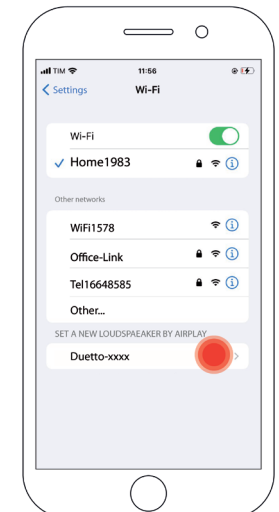 TIM 11:56
Settings Wi-Fi
Wi-Fi
Home1983
Other networks
WiFi1578
Office-Link
Tel16648585
Other...
SET A NEW LOUDSPAEAKER BY AIRPLAY
Duetto-xxxx